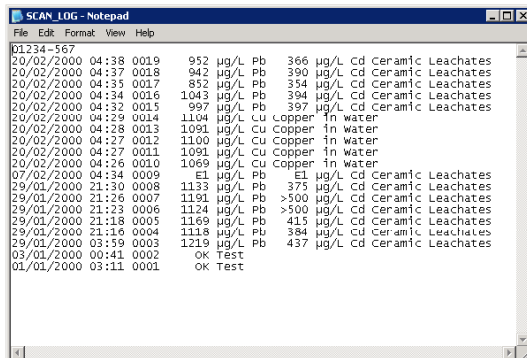 SCAN_LOG - Notepad
File Edit Format View Help
01234-567
20/02/2000 04:38 0019 952 µg/L Pb 366 µg/L Cd Ceramic Leachates
20/02/2000 04:37 0018 942 µg/L Pb 390 µg/L Cd Ceramic Leachates
20/02/2000 04:35 0017 852 µg/L Pb 354 µg/L Cd Ceramic Leachates
20/02/2000 04:34 0016 1043 µg/L Pb 394 µg/L Cd Ceramic Leachates
20/02/2000 04:32 0015 997 µg/L Pb 397 µg/L Cd Ceramic Leachates
20/02/2000 04:29 0014 1104 µg/L Cu Copper in Water
20/02/2000 04:28 0013 1091 µg/L Cu Copper in Water
20/02/2000 04:27 0012 1100 µg/L Cu Copper in Water
20/02/2000 04:27 0011 1091 µg/L Cu Copper in Water
20/02/2000 04:26 0010 1069 µg/L Cu Copper in Water
07/02/2000 04:34 0009 E1 µg/L Pb E1 µg/L Cd Ceramic Leachates
29/01/2000 21:30 0008 1133 µg/L Pb 375 µg/L Cd Ceramic Leachates
29/01/2000 21:26 0007 1191 µg/L Pb >500 µg/L Cd Ceramic Leachates
29/01/2000 21:23 0006 1124 µg/L Pb >500 µg/L Cd Ceramic Leachates
29/01/2000 21:18 0005 1169 µg/L Pb 415 µg/L Cd Ceramic Leachates
29/01/2000 21:16 0004 1118 µg/L Pb 384 µg/L Cd Ceramic Leachates
29/01/2000 03:59 0003 1219 µg/L Pb 437 µg/L Cd Ceramic Leachates
03/01/2000 00:41 0002 OK Test
01/01/2000 03:11 0001 OK Test